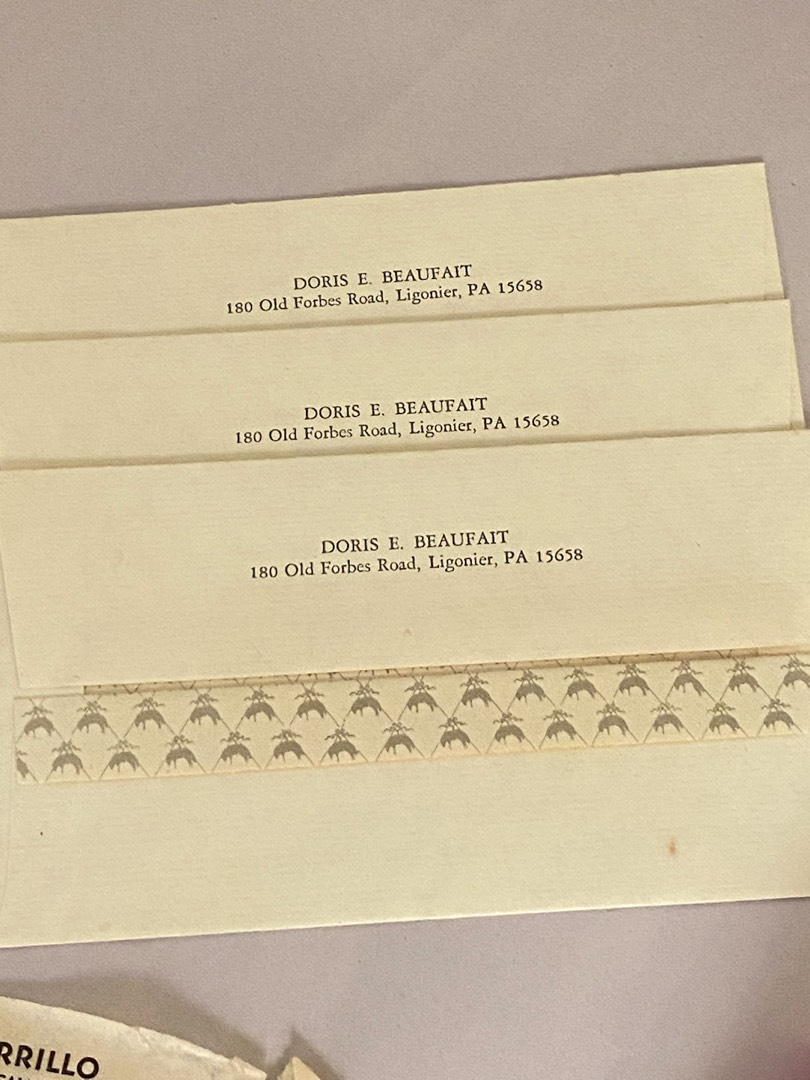 DORIS E. BEAUFAIT
180 Old Forbes Road, Ligonier, PA 15658
DORIS E. BEAUFAIT
180 Old Forbes Road, Ligonier, PA 15658
DORIS E. BEAUFAIT
180 Old Forbes Road, Ligonier, PA 15658
RRILLO